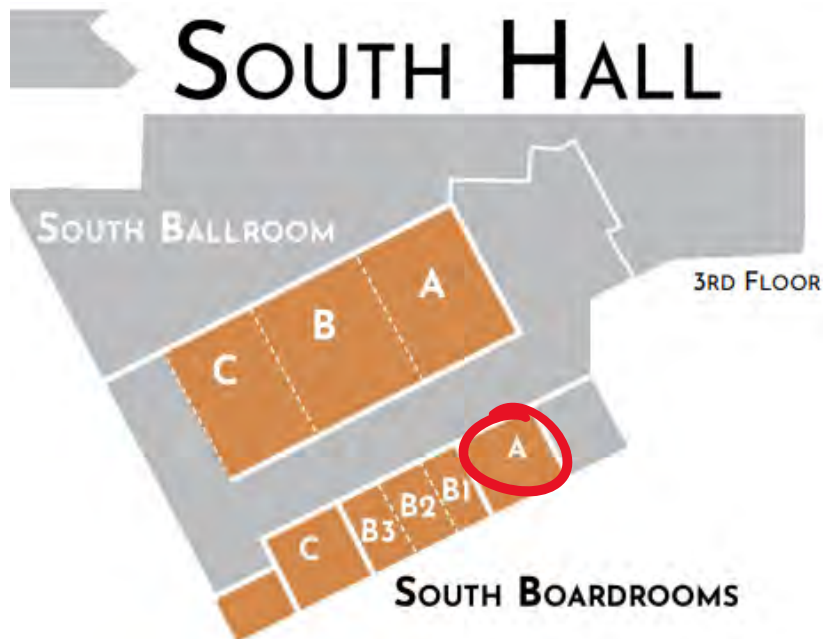 SOUTH HALL
SOUTH BALLROOM
A
B
C
3RD FLOOR
A
B1
B2
B3
C
SOUTH BOARDROOMS